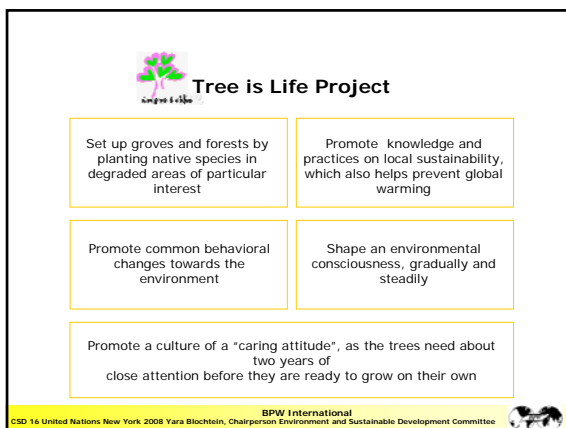 Tree is Life Project
Set up groves and forests by
planting native species in
degraded areas of particular
interest
Promote knowledge and
practices on local sustainability,
which also helps prevent global
warming
Promote common behavioral
changes towards the
environment
Shape an environmental
consciousness, gradually and
steadily
Promote a culture of a "caring attitude", as the trees need about
two years of
close attention before they are ready to grow on their own
BPW International
CSD 16 United Nations New York 2008 Yara Blochtein, Chairperson Environment and Sustainable Development Committee